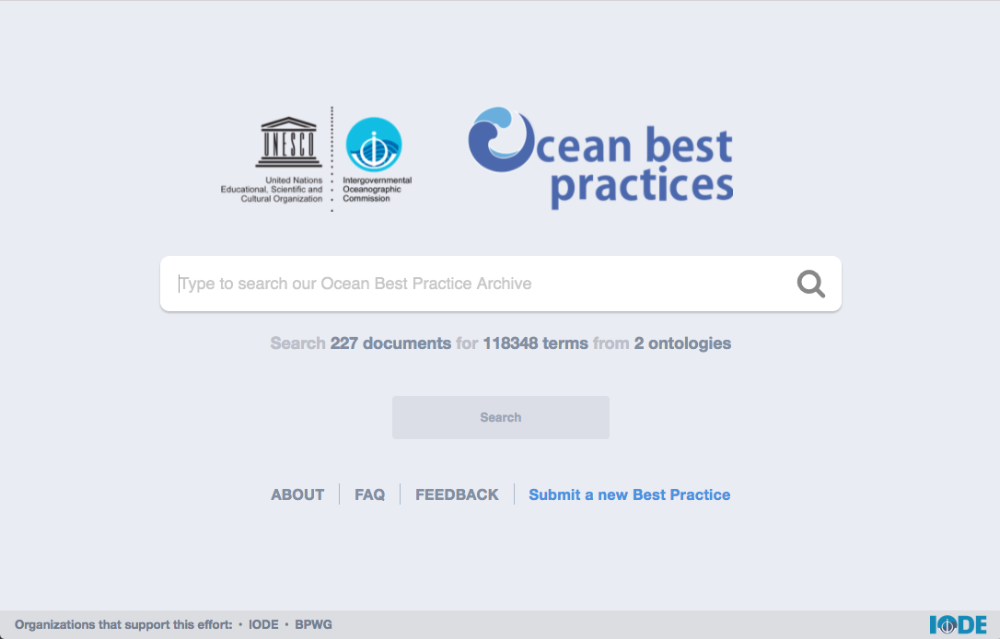 UNESCO
United Nations
Educational, Scientific and
Cultural Organization
Intergovernmental
Oceanographic
Commission
Ocean best
practices
Type to search our Ocean Best Practice Archive
Search 227 documents for 118348 terms from 2 ontologies
Search
ABOUT
FAQ
FEEDBACK
Submit a new Best Practice
Organizations that support this effort: • IODE • BPWG
IODE